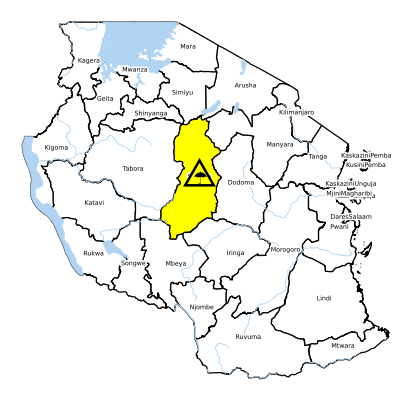 Mara
Kagera
Mwanza
Arusha
Simiyu
Geita
Shinyanga
Kilimanjaro
Manyara
Kigoma
Tanga
KaskaziniPemba
KusiniPemba
Tabora
Dodoma
KaskaziniUnguja
MjiniMagharibi
Katavi
DaresSalaam
Pwani
Rukwa
Songwe
Mbeya
Iringa
Morogoro
Njombe
Lindi
Ruvuma
Mtwara